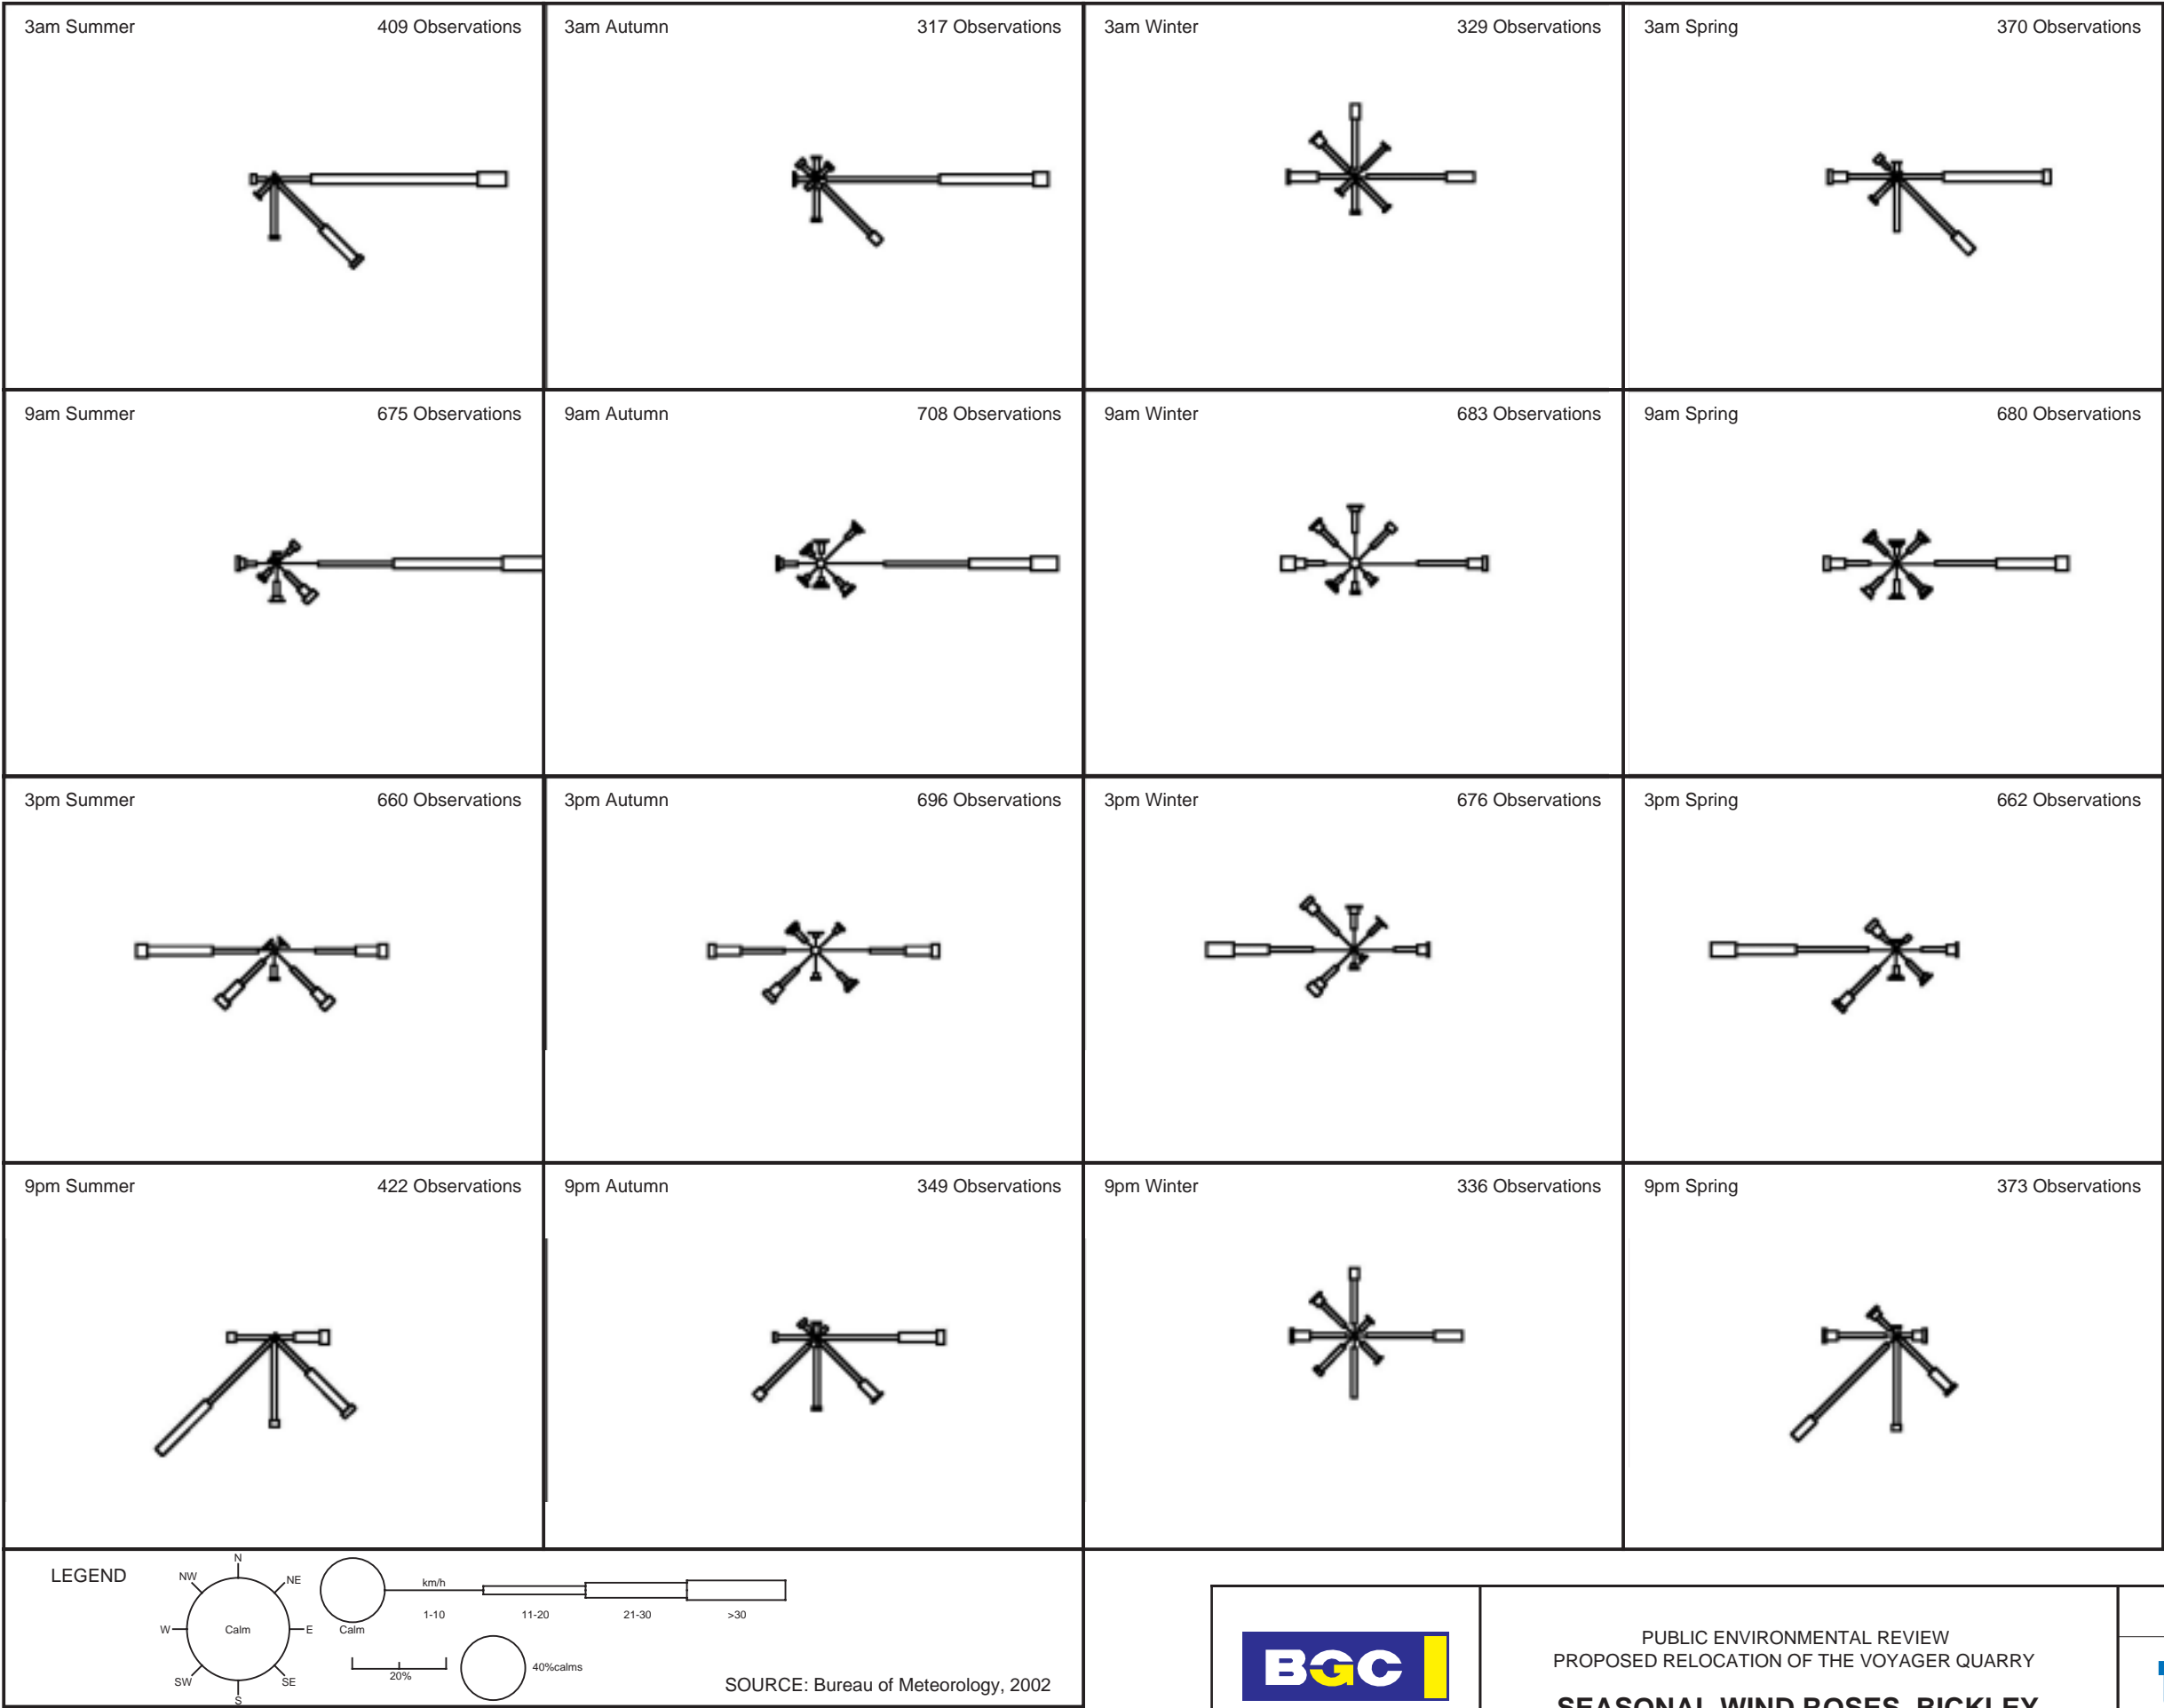 3am Summer 409 Observations 3am Autumn 317 Observations 3am Winter 329 Observations 3am Spring 370 Observations
9am Summer 675 Observations 9am Autumn 708 Observations 9am Winter 683 Observations 9am Spring 680 Observations
3pm Summer 660 Observations 3pm Autumn 696 Observations 3pm Winter 676 Observations 3pm Spring 662 Observations
9pm Summer 422 Observations 9pm Autumn 349 Observations 9pm Winter 336 Observations 9pm Spring 373 Observations
LEGEND
N
NW NE
W Calm E
SW SE
S
km/h
Calm 1-10 11-20 21-30 >30
20% 40%calms
SOURCE: Bureau of Meteorology, 2002
BGC
PUBLIC ENVIRONMENTAL REVIEW
PROPOSED RELOCATION OF THE VOYAGER QUARRY
SEASONAL WIND ROSES, BICKLEY